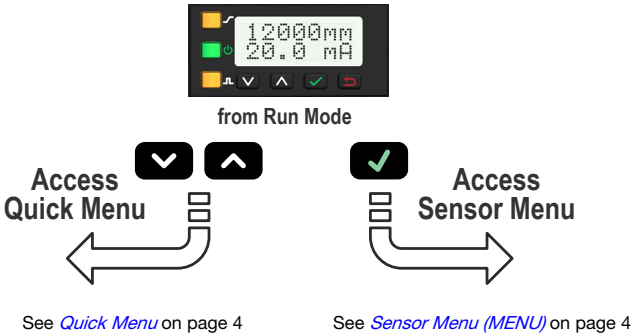 12000mm
20.0 mA
from Run Mode
Access
Quick Menu
Access
Sensor Menu
See Quick Menu on page 4
See Sensor Menu (MENU) on page 4